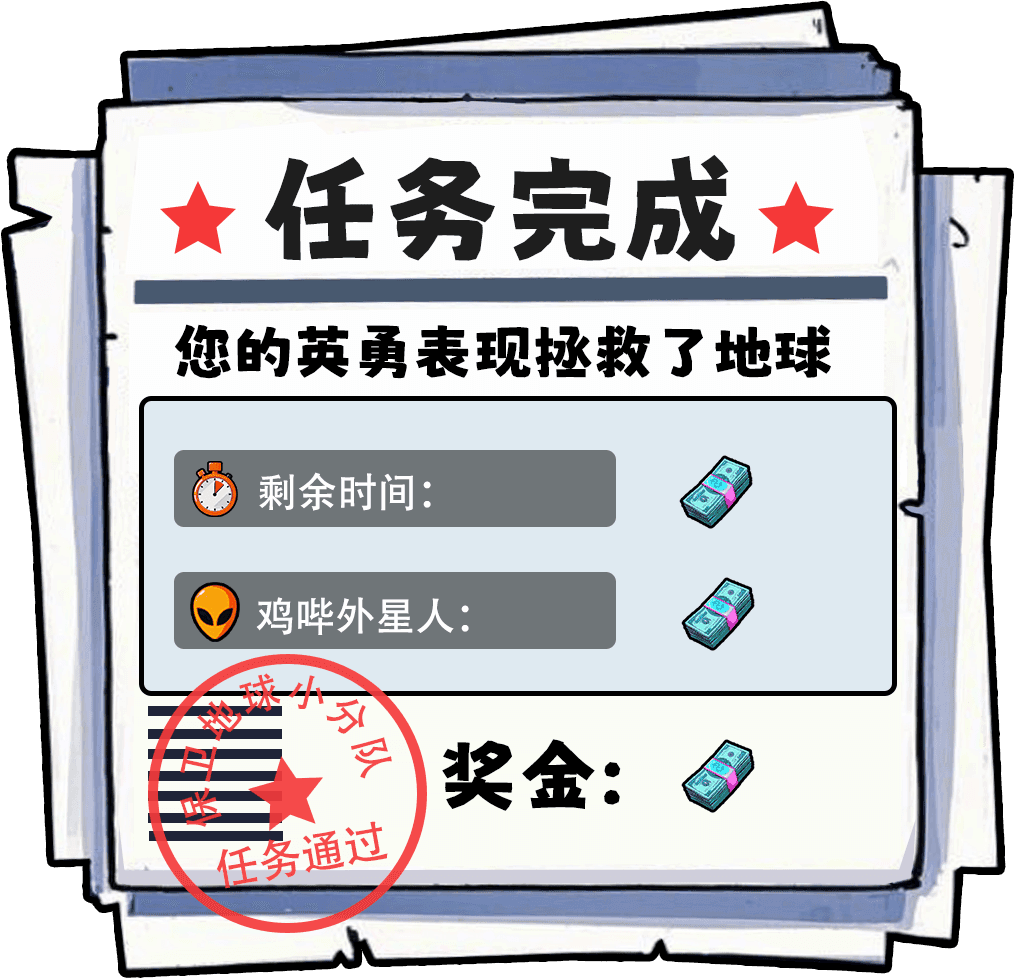 任务完成
您的英勇表现拯救了地球
剩余时间：
鸡哔外星人：
保卫地球小分队
奖金：
任务通过